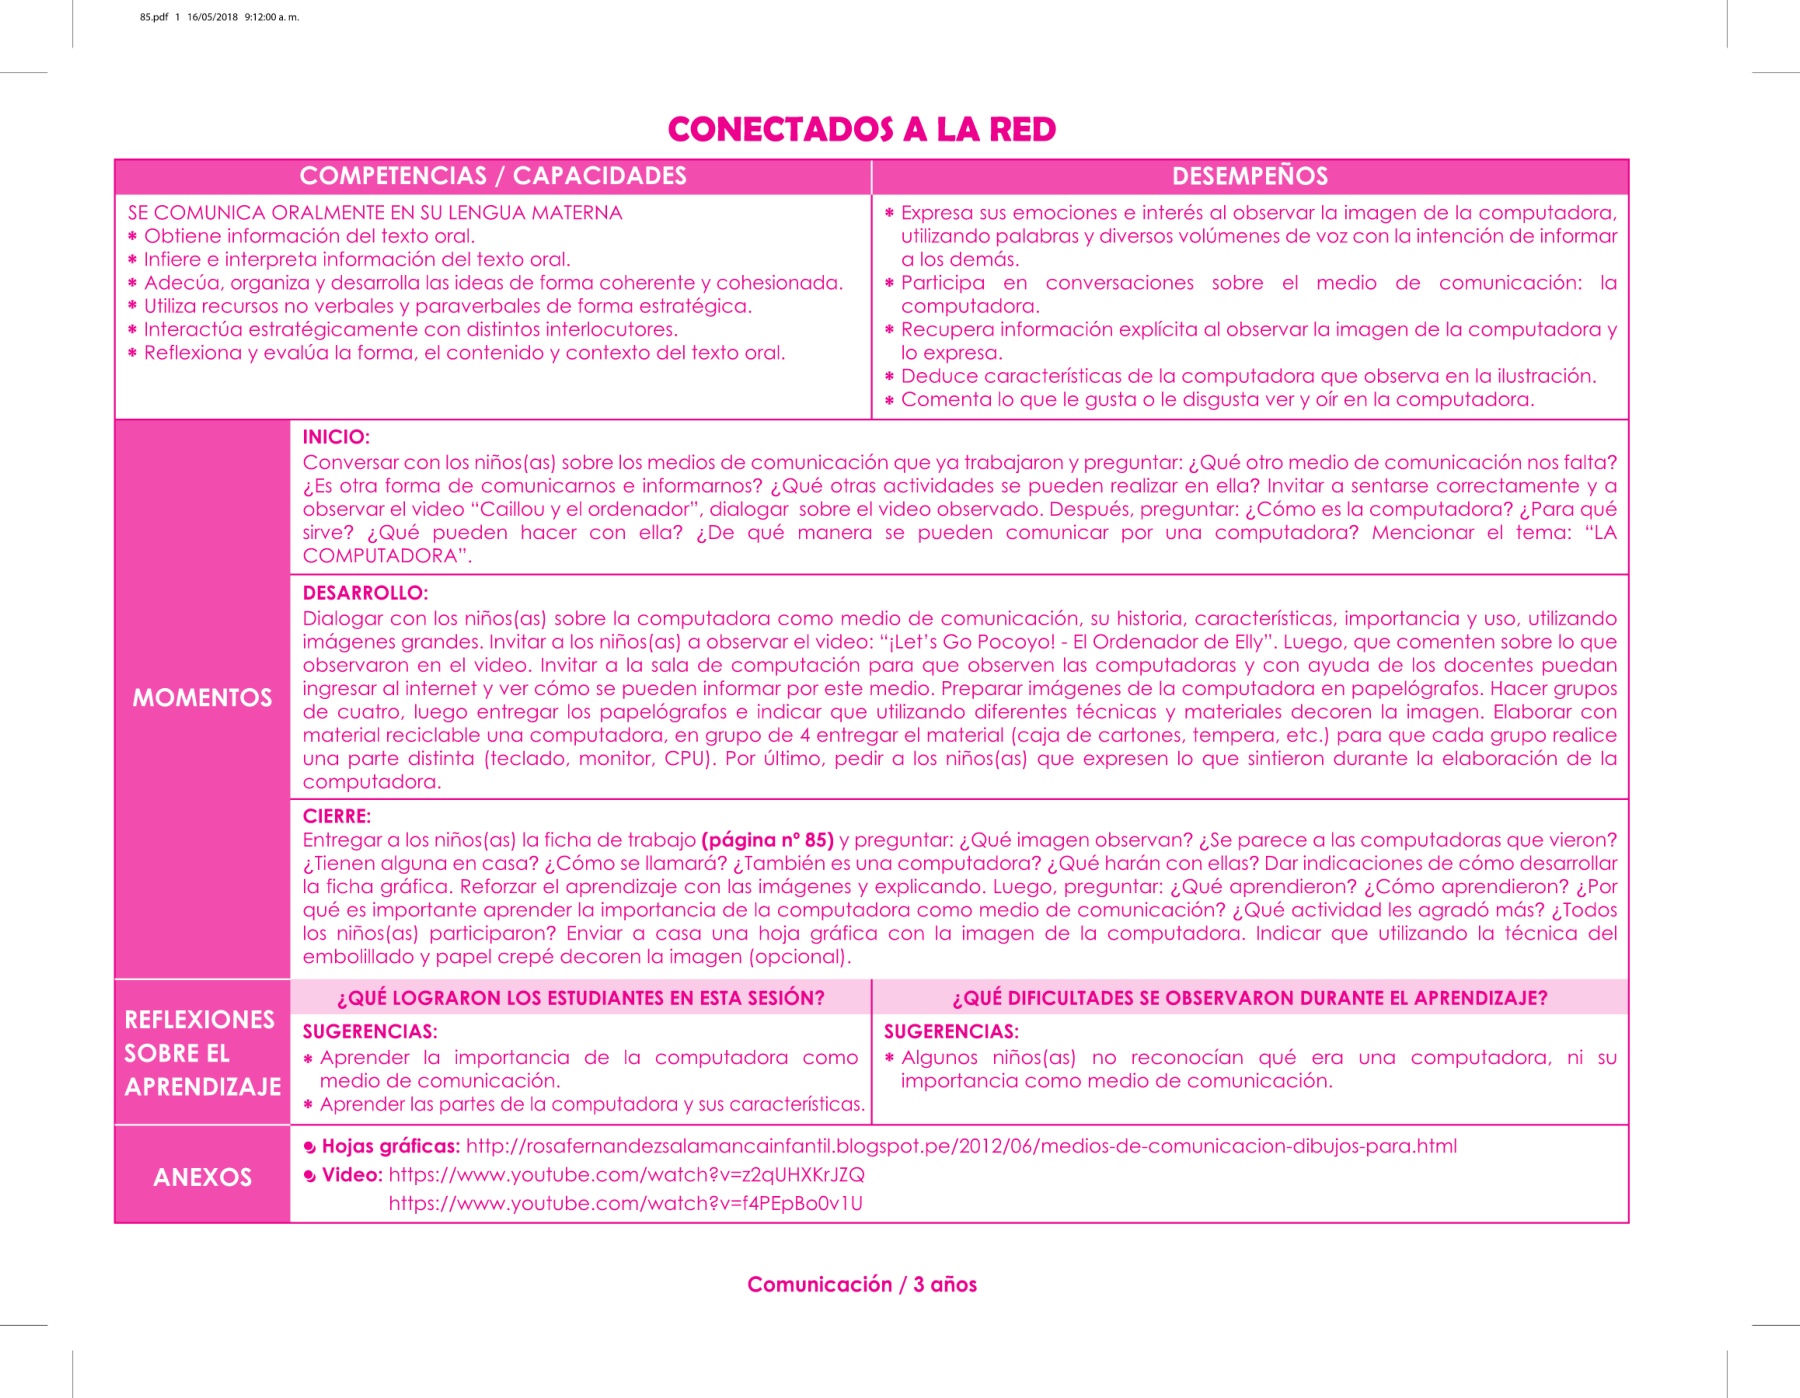 85.pdf 1 16/05/2018 9:12:00 a. m.
CONECTADOS A LA RED
COMPETENCIAS / CAPACIDADES
SE COMUNICA ORALMENTE EN SU LENGUA MATERNA
* Obtiene información del texto oral.
* Infiere e interpreta información del texto oral.
* Adecúa, organiza y desarrolla las ideas de forma coherente y cohesionada.
* Utiliza recursos no verbales y paraverbales de forma estratégica.
* Interactúa estratégicamente con distintos interlocutores.
* Reflexiona y evalúa la forma, el contenido y contexto del texto oral.
DESEMPEÑOS
* Expresa sus emociones e interés al observar la imagen de la computadora,
utilizando palabras y diversos volúmenes de voz con la intención de informar
a los demás.
* Participa en conversaciones sobre el medio de comunicación: la
computadora.
* Recupera información explícita al observar la imagen de la computadora y
lo expresa.
* Deduce características de la computadora que observa en la ilustración.
* Comenta lo que le gusta o le disgusta ver y oír en la computadora.
MOMENTOS
INICIO:
Conversar con los niños(as) sobre los medios de comunicación que ya trabajaron y preguntar: ¿Qué otro medio de comunicación nos falta?
¿Es otra forma de comunicarnos e informarnos? ¿Qué otras actividades se pueden realizar en ella? Invitar a sentarse correctamente y a
observar el video “Caillou y el ordenador”, dialogar sobre el video observado. Después, preguntar: ¿Cómo es la computadora? ¿Para qué
sirve? ¿Qué pueden hacer con ella? ¿De qué manera se pueden comunicar por una computadora? Mencionar el tema: “LA
COMPUTADORA”.
DESARROLLO:
Dialogar con los niños(as) sobre la computadora como medio de comunicación, su historia, características, importancia y uso, utilizando
imágenes grandes. Invitar a los niños(as) a observar el video: “¡Let’s Go Pocoyo! - El Ordenador de Elly”. Luego, que comenten sobre lo que
observaron en el video. Invitar a la sala de computación para que observen las computadoras y con ayuda de los docentes puedan
ingresar al internet y ver cómo se pueden informar por este medio. Preparar imágenes de la computadora en papelógrafos. Hacer grupos
de cuatro, luego entregar los papelógrafos e indicar que utilizando diferentes técnicas y materiales decoren la imagen. Elaborar con
material reciclable una computadora, en grupo de 4 entregar el material (caja de cartones, tempera, etc.) para que cada grupo realice
una parte distinta (teclado, monitor, CPU). Por último, pedir a los niños(as) que expresen lo que sintieron durante la elaboración de la
computadora.
CIERRE:
Entregar a los niños(as) la ficha de trabajo (página nº 85) y preguntar: ¿Qué imagen observan? ¿Se parece a las computadoras que vieron?
¿Tienen alguna en casa? ¿Cómo se llamará? ¿También es una computadora? ¿Qué harán con ellas? Dar indicaciones de cómo desarrollar
la ficha gráfica. Reforzar el aprendizaje con las imágenes y explicando. Luego, preguntar: ¿Qué aprendieron? ¿Cómo aprendieron? ¿Por
qué es importante aprender la importancia de la computadora como medio de comunicación? ¿Qué actividad les agradó más? ¿Todos
los niños(as) participaron? Enviar a casa una hoja gráfica con la imagen de la computadora. Indicar que utilizando la técnica del
embolillado y papel crepé decoren la imagen (opcional).
REFLEXIONES
SOBRE EL
APRENDIZAJE
¿QUÉ LOGRARON LOS ESTUDIANTES EN ESTA SESIÓN?
SUGERENCIAS:
* Aprender la importancia de la computadora como
medio de comunicación.
* Aprender las partes de la computadora y sus características.
¿QUÉ DIFICULTADES SE OBSERVARON DURANTE EL APRENDIZAJE?
SUGERENCIAS:
* Algunos niños(as) no reconocían qué era una computadora, ni su
importancia como medio de comunicación.
ANEXOS
Hojas gráficas: http://rosafernandezsalamancainfantil.blogspot.pe/2012/06/medios-de-comunicacion-dibujos-para.html
Video: https://www.youtube.com/watch?v=z2qUHXKrJZQ
https://www.youtube.com/watch?v=f4PEpBo0v1U
Comunicación / 3 años